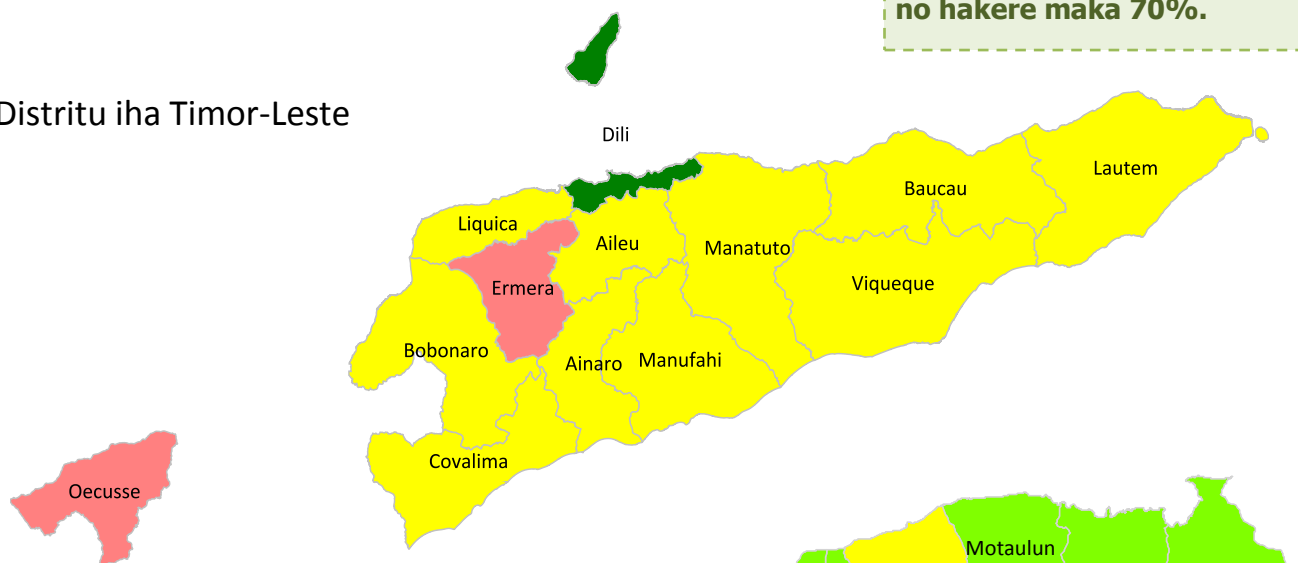 no hakere maka 70%.
Distritu iha Timor-Leste
Dili
Lautem
Baucau
Liquica
Aileu
Manatuto
Viqueque
Ermera
Bobonaro
Ainaro
Manufahi
Covalima
Oecusse
Motaulun